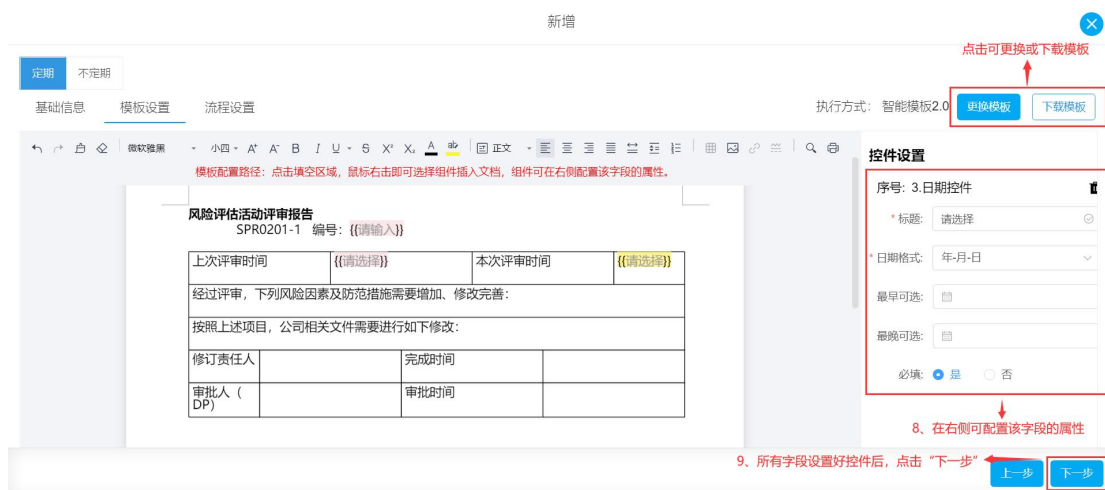 新增
点击可更换或下载模板
定期 不定期
基础信息 模板设置 流程设置 执行方式: 智能模板2.0 更换模板 下载模板
微软雅黑 小四 A⁺ A⁻ B I U S X² X₂ A ab 正文
模板配置路径：点击填空区域，鼠标右击即可选择组件插入文档，组件可在右侧配置该字段的属性。
控件设置
序号: 3.日期控件
* 标题: 请选择
* 日期格式: 年-月-日
最早可选:
最晚可选:
必填: 是 否
风险评估活动评审报告
SPR0201-1 编号：{{请输入}}
上次评审时间 {{请选择}} 本次评审时间 {{请选择}}
经过评审，下列风险因素及防范措施需要增加、修改完善：
按照上述项目，公司相关文件需要进行如下修改：
修订责任人 完成时间
审批人（ 审批时间
DP)
8、在右侧可配置该字段的属性
9、所有字段设置好控件后，点击“下一步”
上一步 下一步